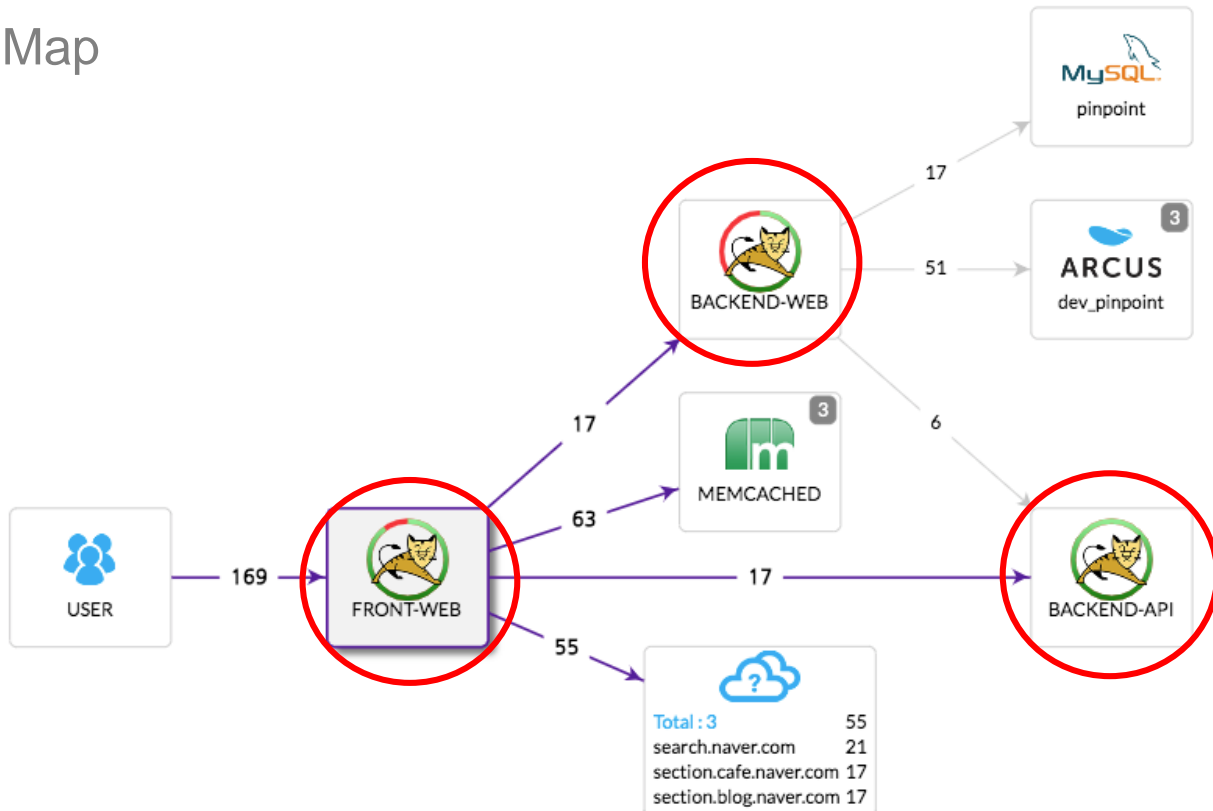 Map
MySQL
pinpoint
17
3
ARCUS
dev_pinpoint
51
BACKEND-WEB
17
6
3
m
MEMCACHED
63
USER
169
FRONT-WEB
17
BACKEND-API
55
?
Total : 3 55
search.naver.com 21
section.cafe.naver.com 17
section.blog.naver.com 17